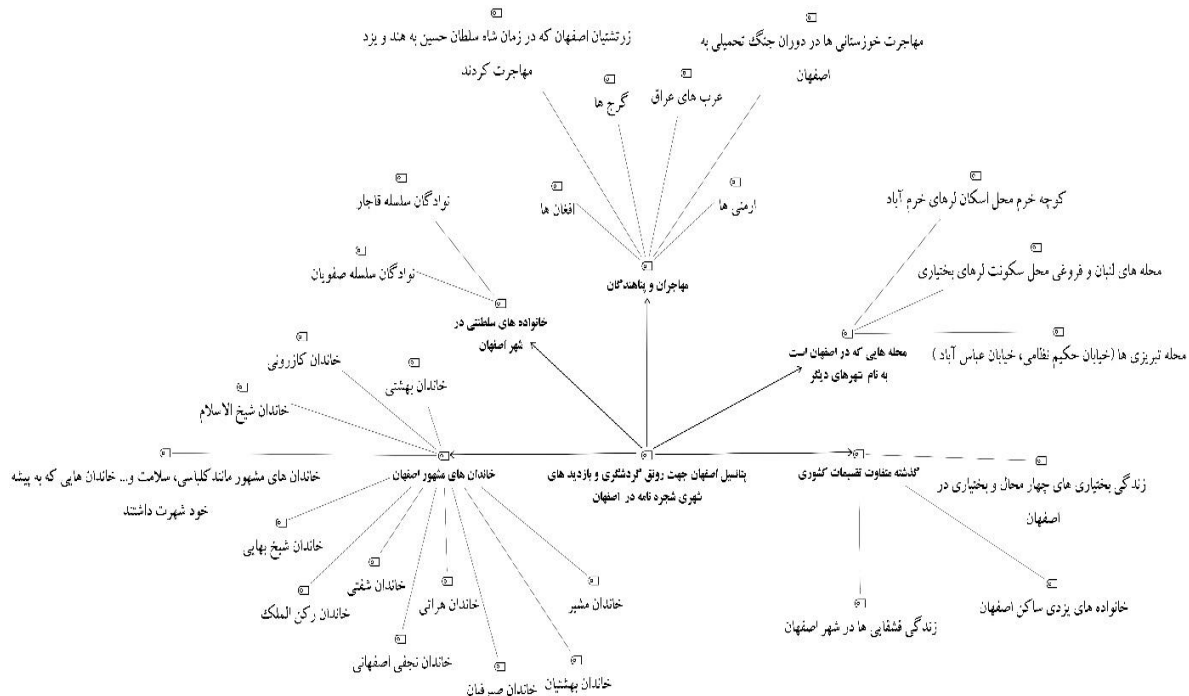 زرتشتیان اصفهان که در زمان شاه سلطان حسین به هند و یزد
مهاجرت کردند
مهاجرت خوزستانی ها در دوران جنگ تحمیلی به
اصفهان
گرج ها
عرب های عراق
افغان ها
ارمنی ها
مهاجران و پناهندگان
نوادگان سلسله قاجار
نوادگان سلسله صفویان
خانواده های سلطنتی در
شهر اصفهان
کوچه خرم محل اسکان لرهای خرم آباد
محله های لنبان و فروغی محل سکونت لرهای بختیاری
محله تبریزی ها (خیابان حکیم نظامی، خیابان عباس آباد )
محله هایی که در اصفهان است
به نام شهرهای دیگر
خاندان کازرونی
خاندان بهشتی
خاندان شیخ الاسلام
خاندان های مشهور مانند کلباسی، سلامت و... خاندان هایی که به پیشه
خود شهرت داشتند
خاندان های مشهور اصفهان
پتانسیل اصفهان جهت رونق گردشگری و بازدید های
شهری شجره نامه در اصفهان
گذشته متفاوت تقسیمات کشوری
زندگی بختیاری های چهار محال و بختیاری در
اصفهان
خاندان شیخ بهایی
خاندان شفتی
خاندان رکن الملک
خاندان هراتی
خاندان مشیر
خاندان نجفی اصفهانی
خاندان صیرفیان
خاندان بهشتیان
زندگی قشقایی ها در شهر اصفهان
خانواده های یزدی ساکن اصفهان